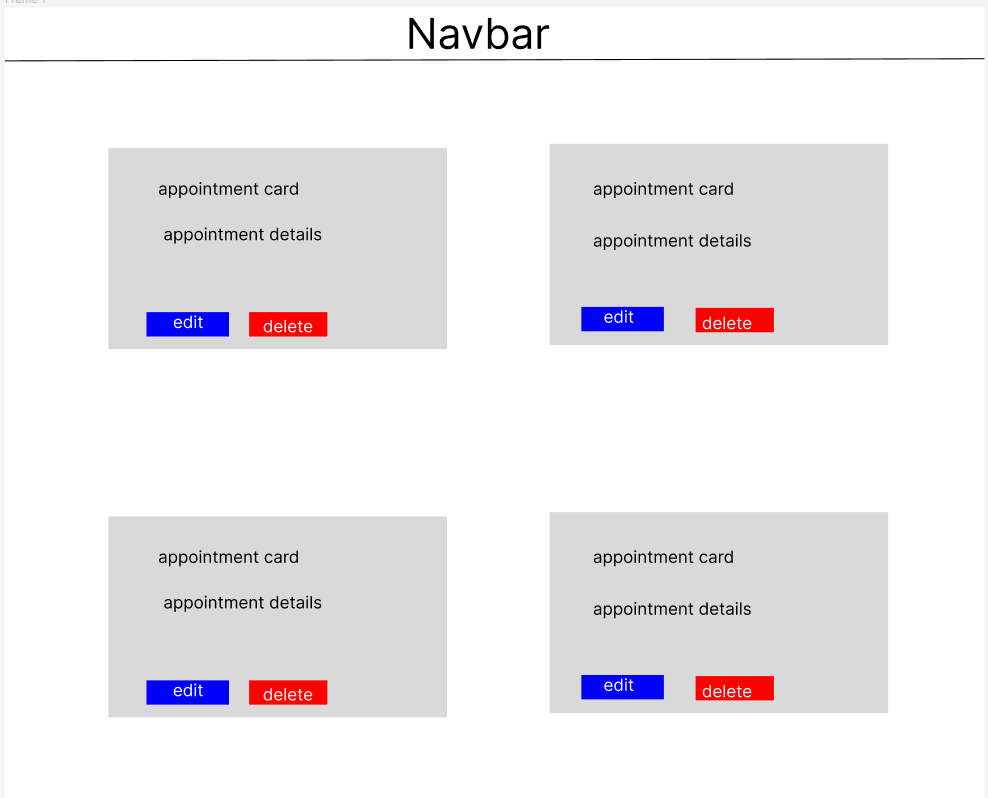 Frame 1
Navbar
appointment card
appointment details
edit
delete
appointment card
appointment details
edit
delete
appointment card
appointment details
edit
delete
appointment card
appointment details
edit
delete